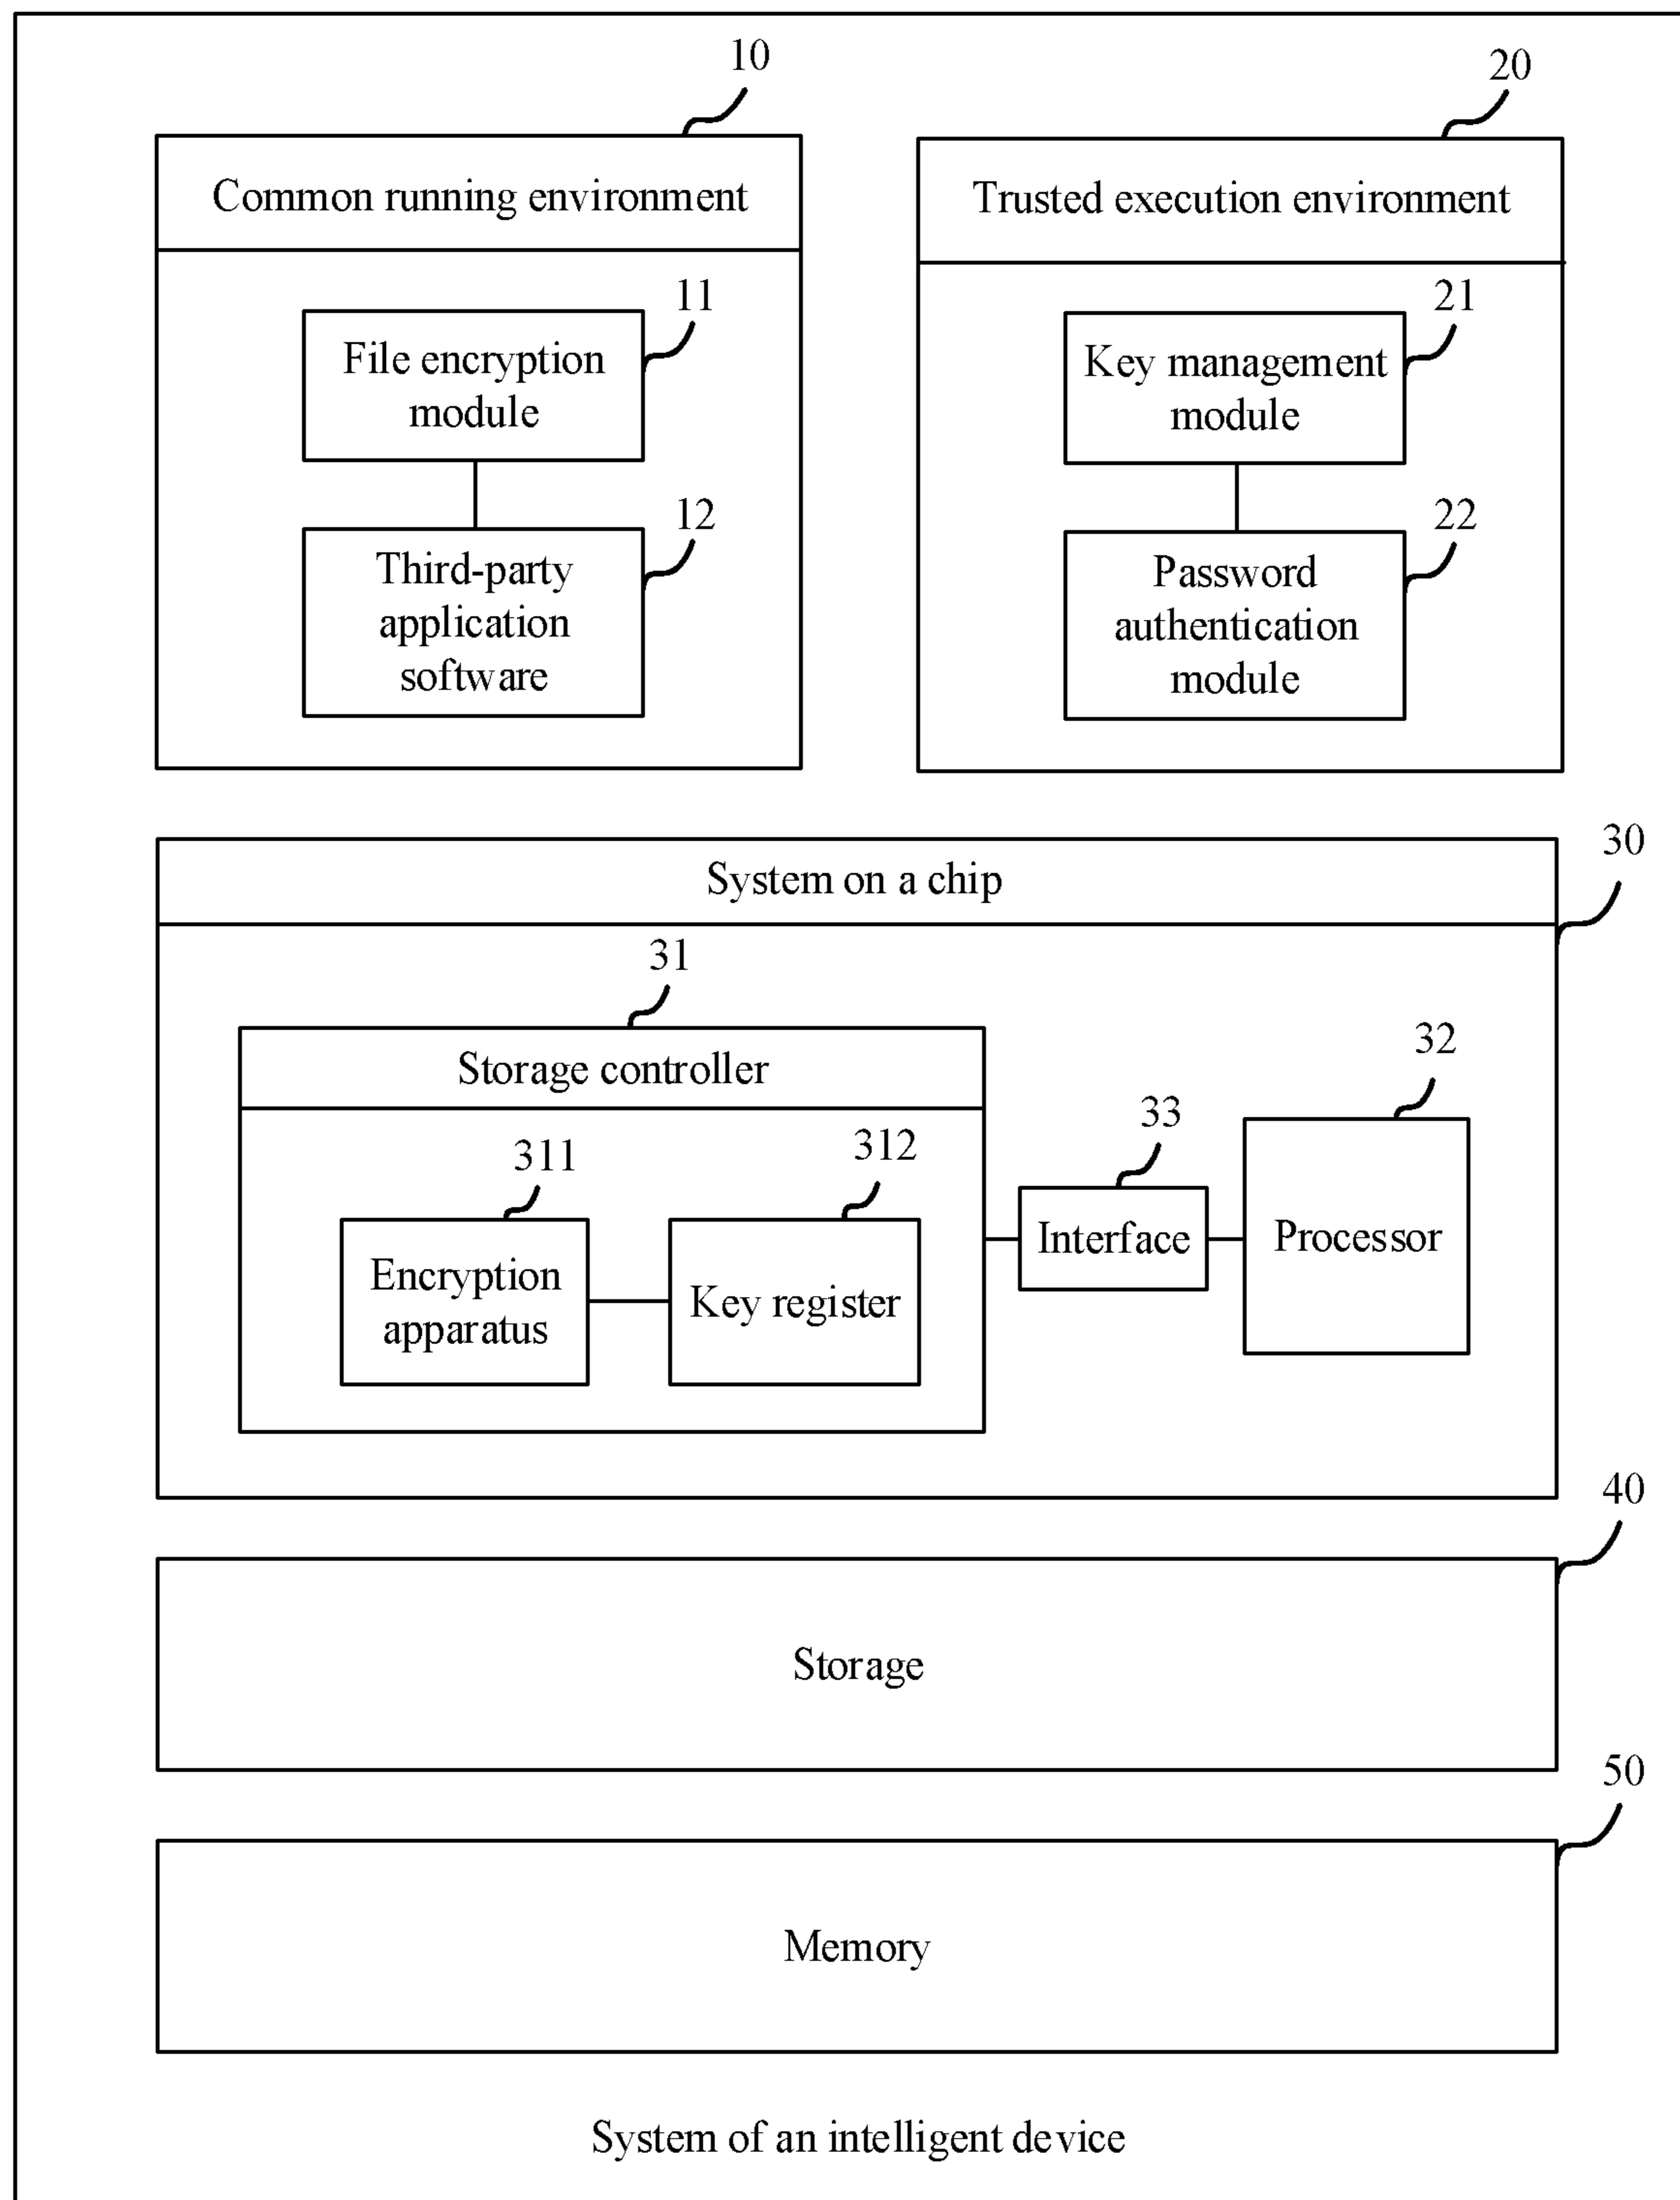 10
20
Common running environment
Trusted execution environment
11
File encryption
module
21
Key management
module
12
Third-party
application
software
22
Password
authentication
module
30
System on a chip
31
Storage controller
32
33
311
312
Encryption
apparatus
Key register
Interface
Processor
40
Storage
50
Memory
System of an intelligent device